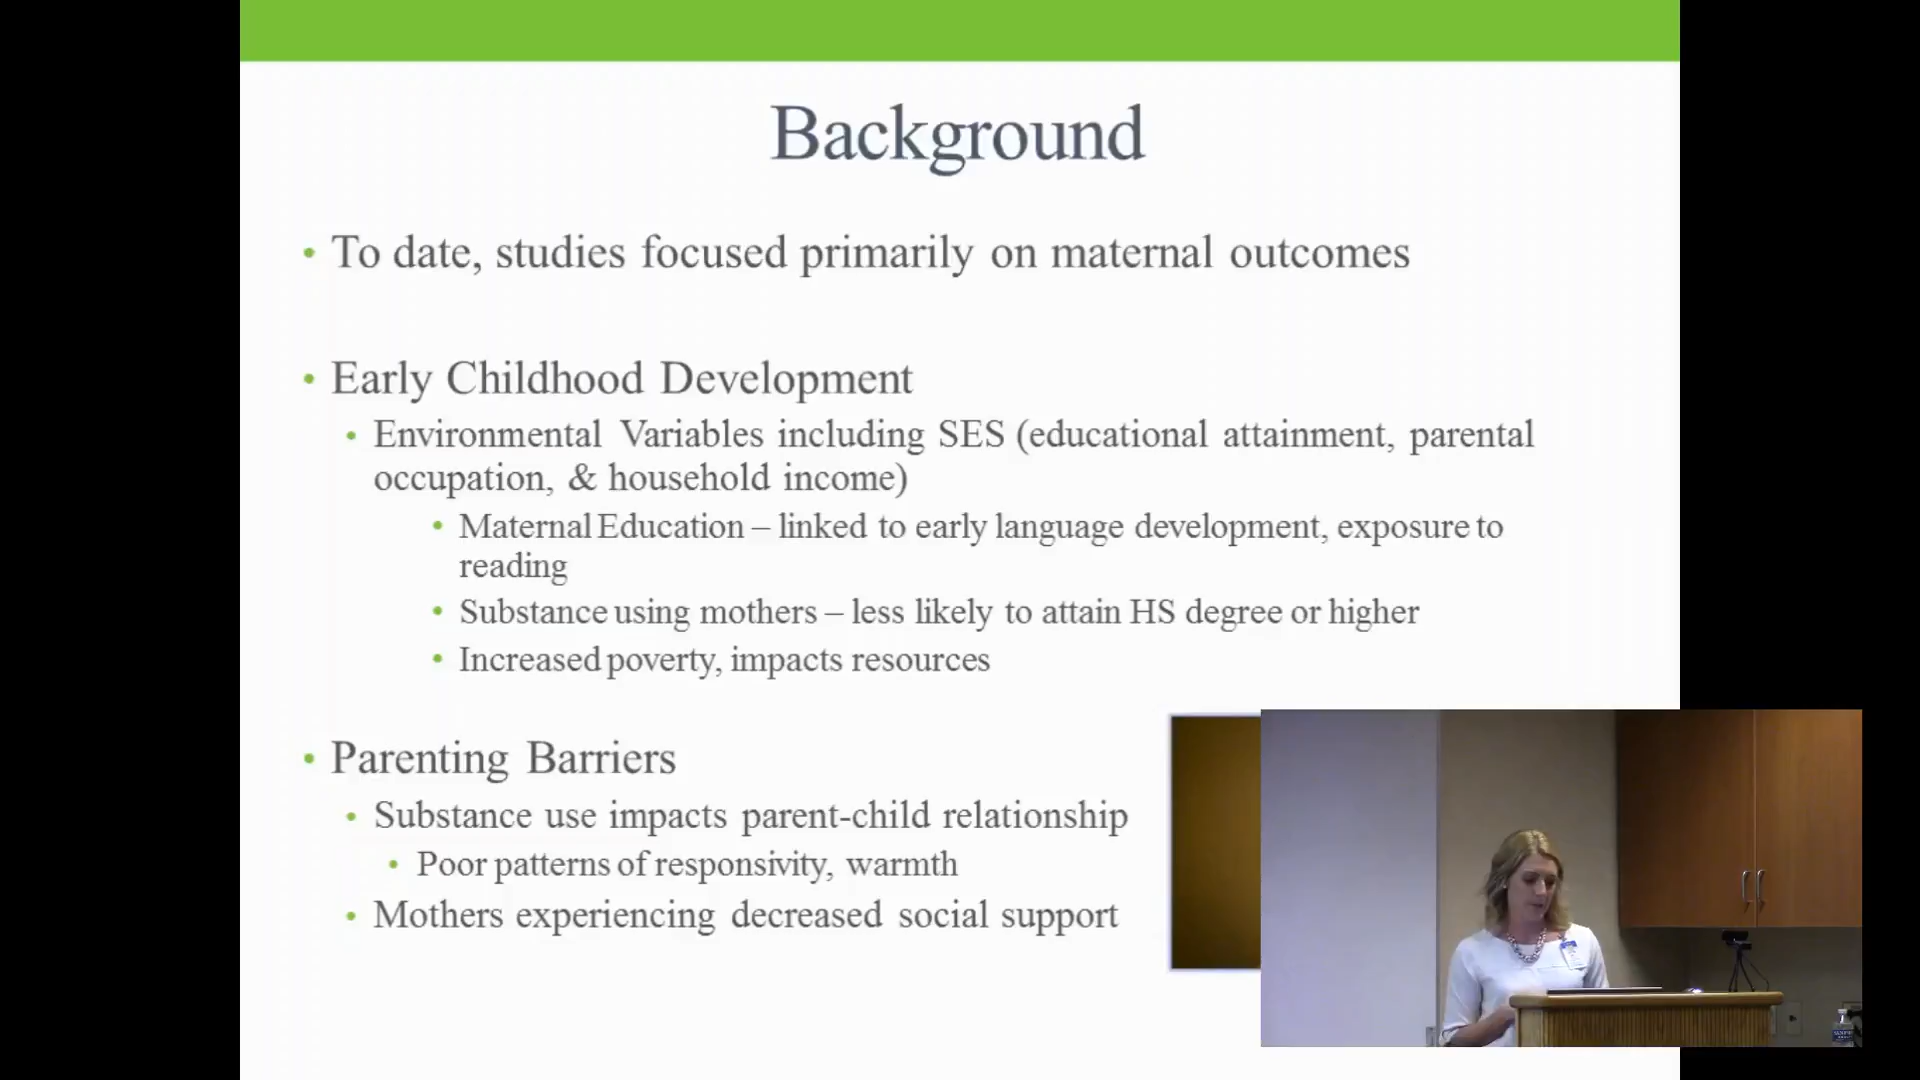 Background
• To date, studies focused primarily on maternal outcomes
• Early Childhood Development
• Environmental Variables including SES (educational attainment, parental
occupation, & household income)
• Maternal Education – linked to early language development, exposure to
reading
• Substance using mothers – less likely to attain HS degree or higher
• Increased poverty, impacts resources
• Parenting Barriers
• Substance use impacts parent-child relationship
• Poor patterns of responsivity, warmth
• Mothers experiencing decreased social support